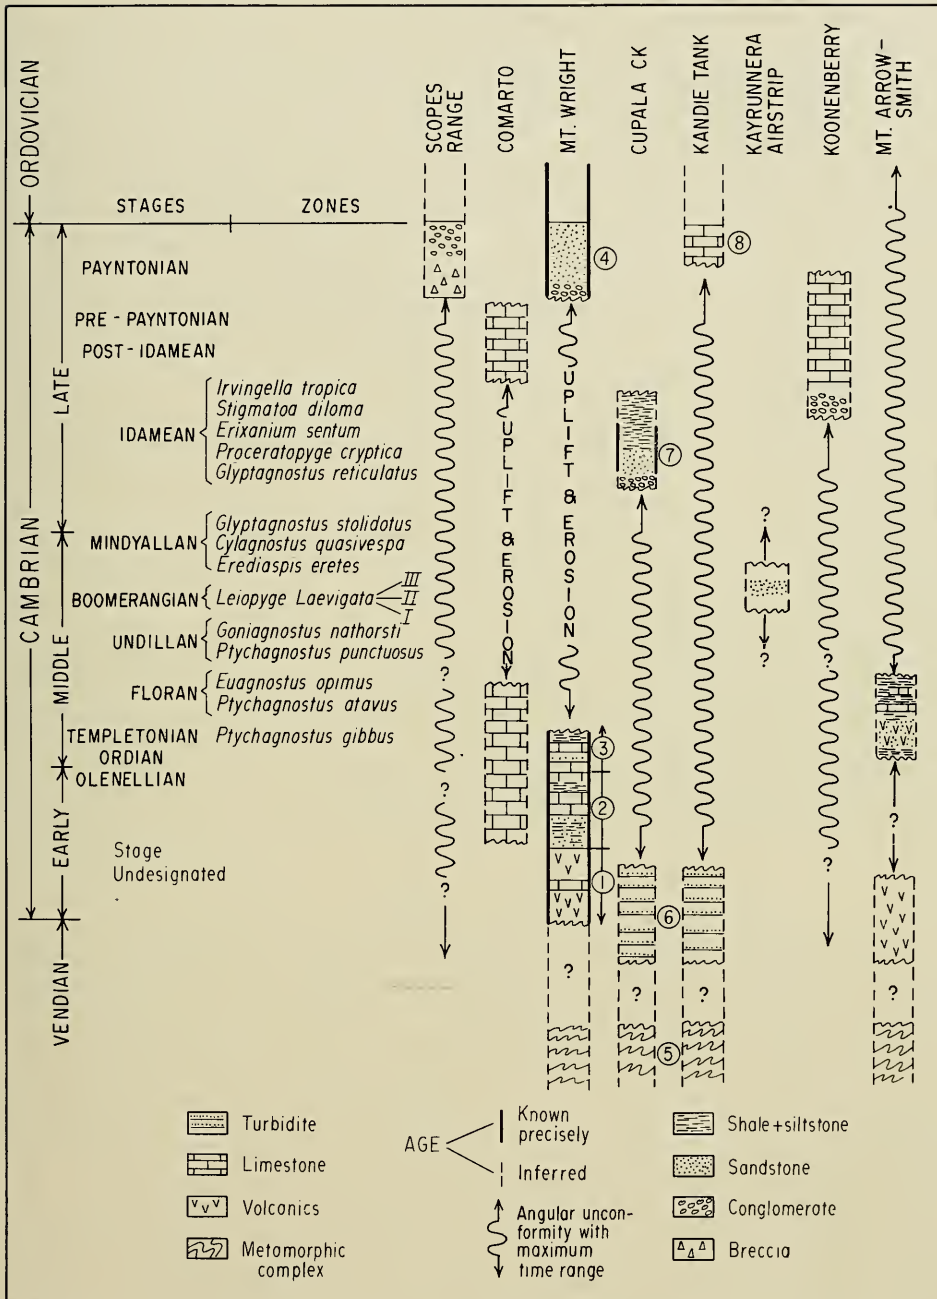 SCOPES
RANGE
COMARTO
MT. WRIGHT
CUPALA CK
KANDIE TANK
KAYRUNNERA
AIRSTRIP
KOONENBERRY
MT. ARROW-
SMITH
ORDOVICIAN
CAMBRIAN
VENDIAN
LATE
MIDDLE
EARLY
STAGES
ZONES
PAYNTONIAN
PRE - PAYNTONIAN
POST - IDAMEAN
IDAMEAN
Irvingella tropica
Stigmatoa diloma
Erixanium sentum
Proceratopyge cryptica
Glyptagnostus reticulatus
MINDYALLAN
Glyptagnostus stolidotus
Cylagnostus quasivespa
Erediaspis eretes
BOOMERANGIAN
Leiopyge Laevigata
III
II
I
UNDILLAN
Goniagnostus nathorsti
Ptychagnostus punctuosus
FLORAN
Euagnostus opimus
Ptychagnostus atavus
TEMPLETONIAN
Ptychagnostus gibbus
ORDIAN
OLENELLIAN
Stage
Undesignated
?
?
?
UPLIFT & EROSION
4
UPLIFT & EROSION
3
2
1
?
7
6
?
5
8
?
?
?
?
?
?
?
Turbidite
Limestone
Volcanics
Metamorphic
complex
AGE
Known
precisely
Inferred
Angular uncon-
formity with
maximum
time range
Shale+siltstone
Sandstone
Conglomerate
Breccia